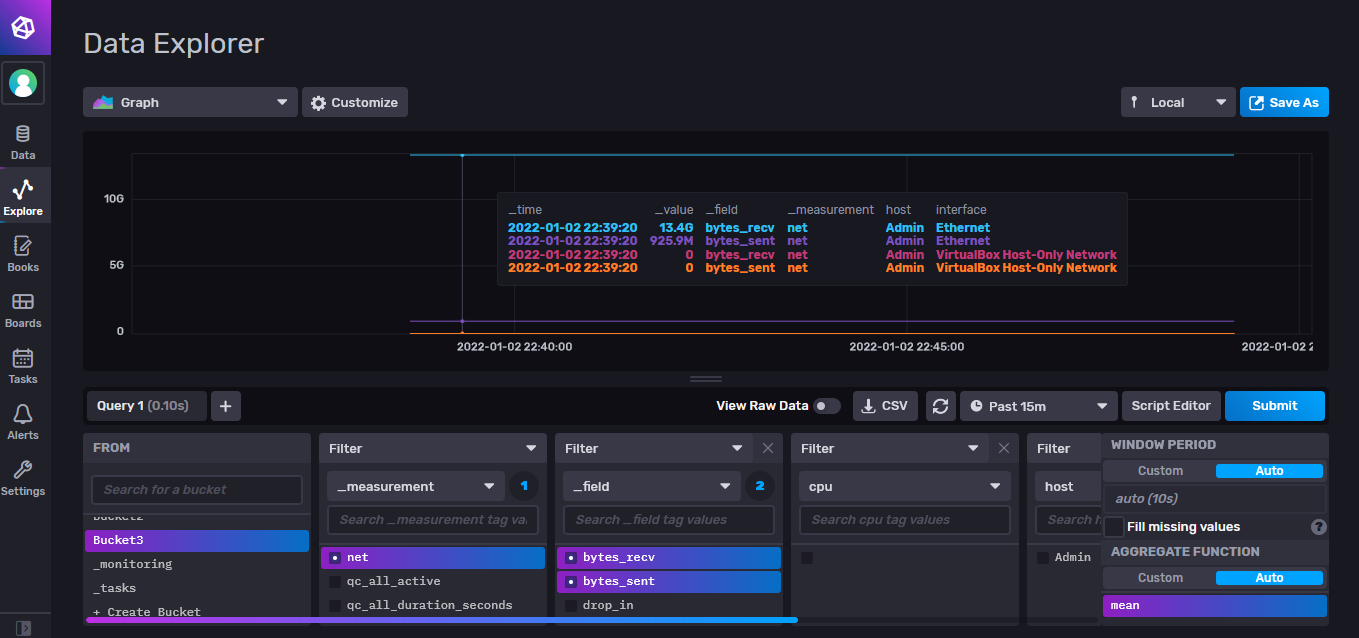 Data Explorer
Graph
Customize
Local
Save As
Data
Explore
Books
Boards
Tasks
Alerts
Settings
10G
5G
0
_time _value _field _measurement host interface
2022-01-02 22:39:20 13.4G bytes_recv net Admin Ethernet
2022-01-02 22:39:20 925.9M bytes_sent net Admin Ethernet
2022-01-02 22:39:20 0 bytes_recv net Admin VirtualBox Host-Only Network
2022-01-02 22:39:20 0 bytes_sent net Admin VirtualBox Host-Only Network
2022-01-02 22:40:00 2022-01-02 22:45:00 2022-01-02 2
Query 1 (0.10s)
+
View Raw Data
CSV
Past 15m
Script Editor
Submit
FROM
Search for a bucket
Bucket2
Bucket3
_monitoring
_tasks
+ Create Bucket
Filter
_measurement
1
Search _measurement tag va
net
qc_all_active
qc_all_duration_seconds
Filter
_field
2
Search _field tag values
bytes_recv
bytes_sent
drop_in
Filter
cpu
Search cpu tag values
Filter
host
Search h
Admin
WINDOW PERIOD
Custom Auto
auto (10s)
Fill missing values
?
AGGREGATE FUNCTION
Custom Auto
mean